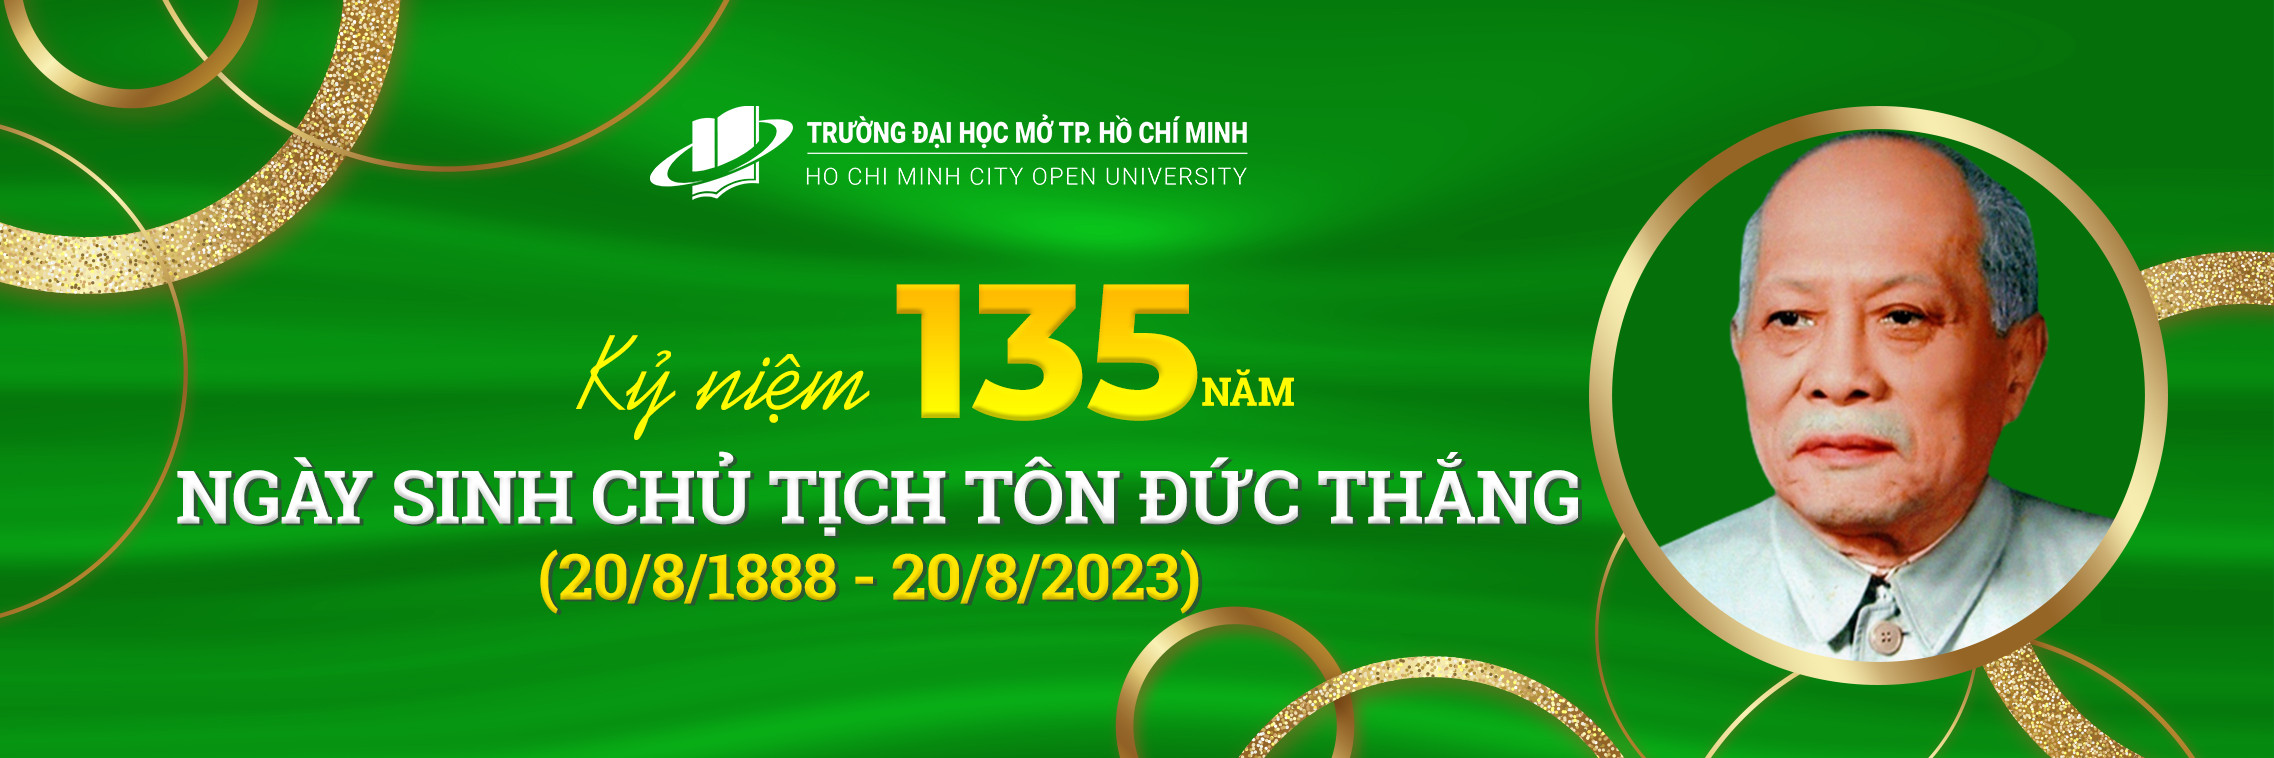 TRƯỜNG ĐẠI HỌC MỞ TP. HỒ CHÍ MINH
HO CHI MINH CITY OPEN UNIVERSITY
Kỷ niệm 135 NĂM
NGÀY SINH CHỦ TỊCH TÔN ĐỨC THẮNG
(20/8/1888 - 20/8/2023)